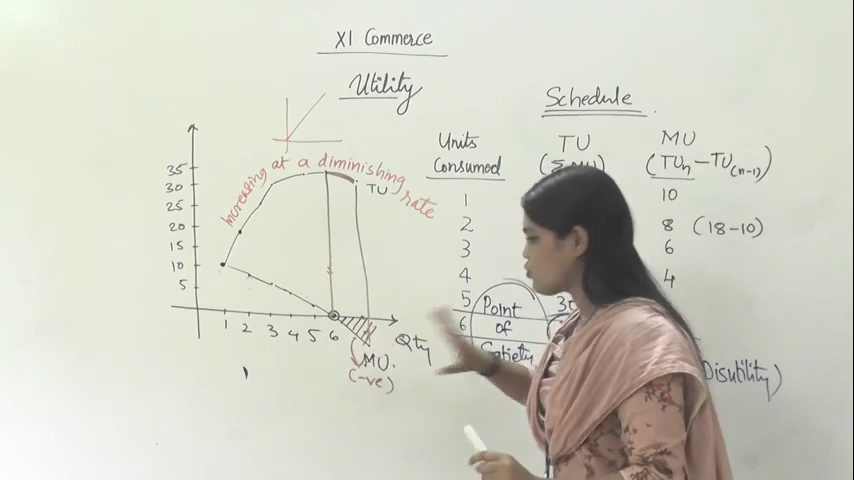 XI Commerce
Utility
Schedule
Units Consumed
TU
MU
(TUn - TU(n-1))
1
10
2
8 (18-10)
3
6
4
4
5
30
6
Point
of
Satiety
Disutility)
Increasing at a diminishing rate
TU
35
30
25
20
15
10
5
1 2 3 4 5 6
Qty
MU.
(-ve)